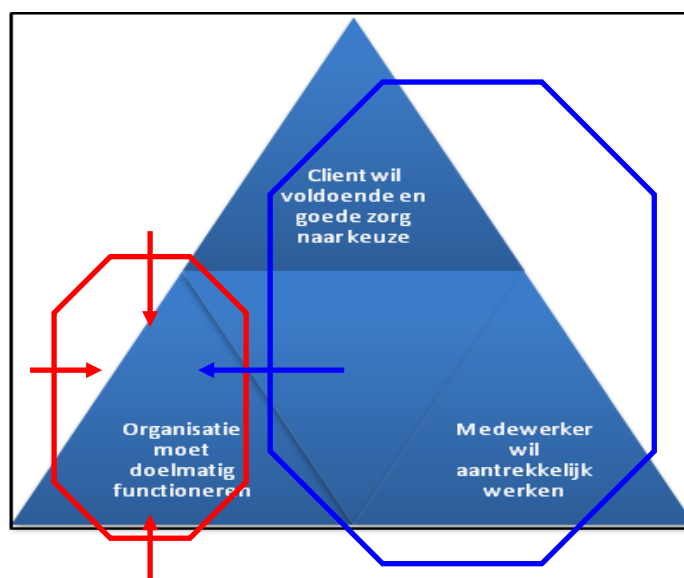 Client wil
voldoende en
goede zorg
naar keuze
Organisatie
moet
doelmatig
functioneren
Medewerker
wil
aantrekkelijk
werken